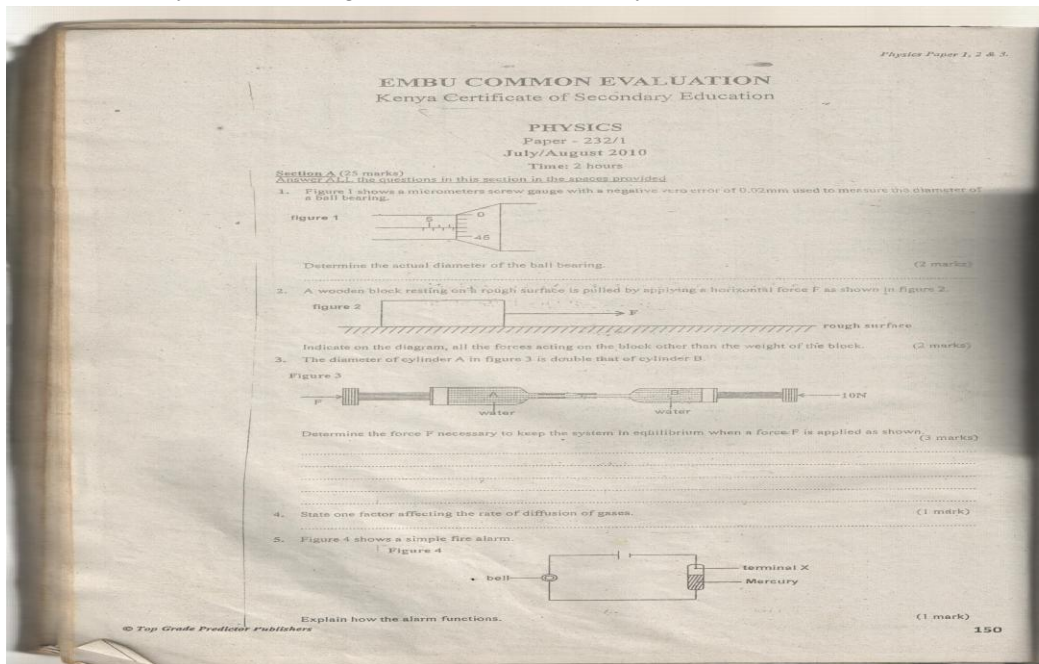 Physics Paper 1, 2 & 3.
EMBU COMMON EVALUATION
Kenya Certificate of Secondary Education
PHYSICS
Paper - 232/1
July/August 2010
Time: 2 hours
Section A (25 marks)
Answer ALL the questions in this section in the spaces provided
1. Figure 1 shows a micrometers screw gauge with a negative zero error of 0.02mm used to measure the diameter of
a ball bearing.
figure 1
5
0
45
Determine the actual diameter of the ball bearing. (2 marks)
2. A wooden block resting on a rough surface is pulled by applying a horizontal force F as shown in figure 2.
figure 2
F
rough surface
Indicate on the diagram, all the forces acting on the block other than the weight of the block. (2 marks)
3. The diameter of cylinder A in figure 3 is double that of cylinder B.
Figure 3
F A B 10N
water water
Determine the force F necessary to keep the system in equilibrium when a force F is applied as shown.
(3 marks)
4. State one factor affecting the rate of diffusion of gases. (1 mark)
5. Figure 4 shows a simple fire alarm.
Figure 4
terminal X
bell
Mercury
Explain how the alarm functions. (1 mark)
© Top Grade Predictor Publishers 150